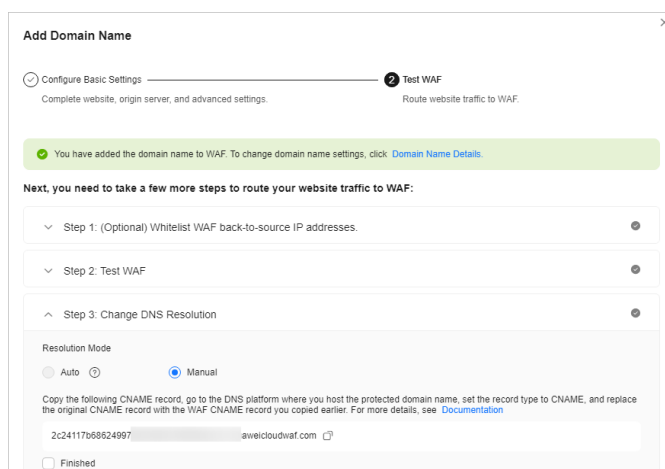 Add Domain Name
Configure Basic Settings
2 Test WAF
Complete website, origin server, and advanced settings.
Route website traffic to WAF.
You have added the domain name to WAF. To change domain name settings, click Domain Name Details.
Next, you need to take a few more steps to route your website traffic to WAF:
Step 1: (Optional) Whitelist WAF back-to-source IP addresses.
Step 2: Test WAF
Step 3: Change DNS Resolution
Resolution Mode
Auto ? Manual
Copy the following CNAME record, go to the DNS platform where you host the protected domain name, set the record type to CNAME, and replace
the original CNAME record with the WAF CNAME record you copied earlier. For more details, see Documentation
2c24117b68624997 aweicloudwaf.com
Finished